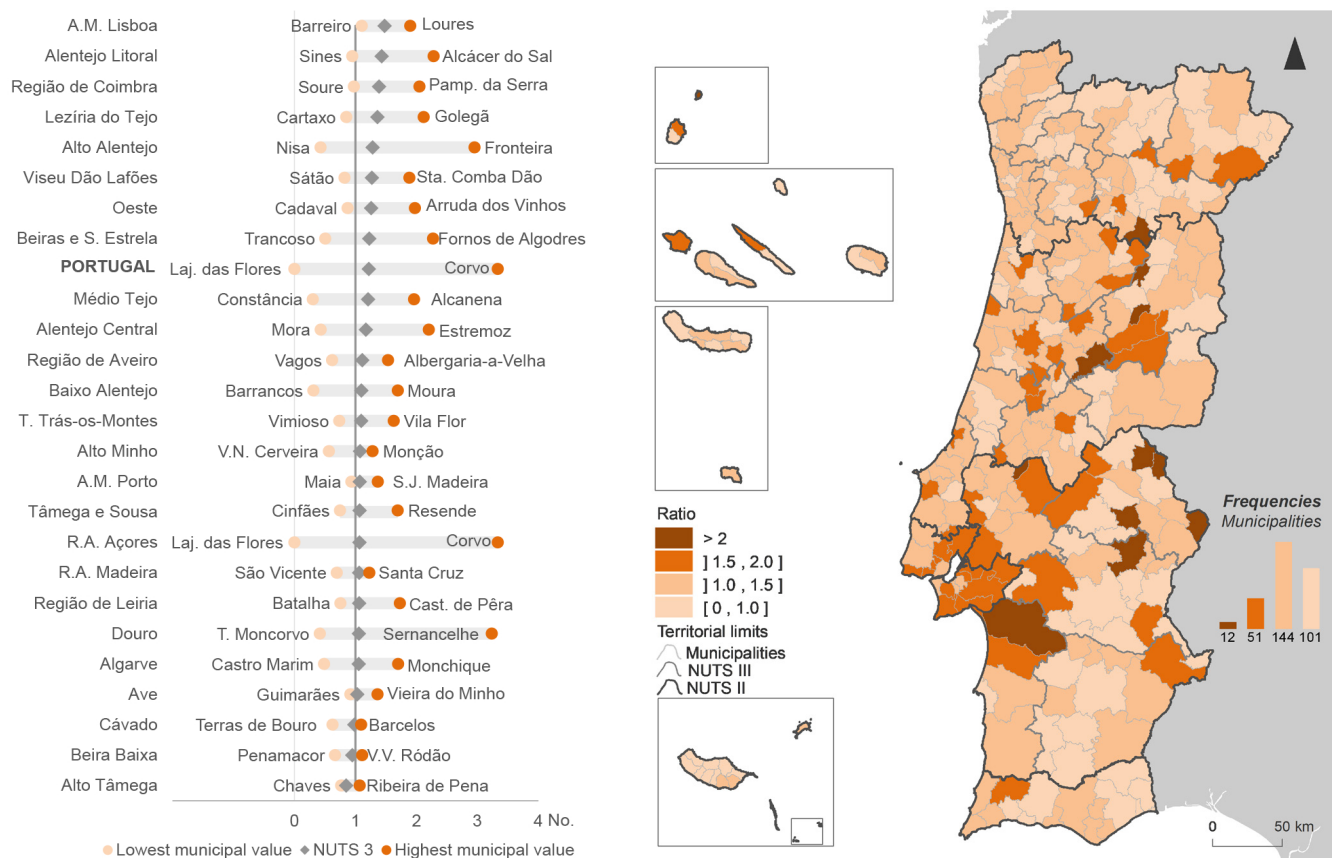 A.M. Lisboa Barreiro Loures
Alentejo Litoral Sines Alcácer do Sal
Região de Coimbra Soure Pamp. da Serra
Lezíria do Tejo Cartaxo Golegã
Alto Alentejo Nisa Fronteira
Viseu Dão Lafões Sátão Sta. Comba Dão
Oeste Cadaval Arruda dos Vinhos
Beiras e S. Estrela Trancoso Fornos de Algodres
PORTUGAL Laj. das Flores Corvo
Médio Tejo Constância Alcanena
Alentejo Central Mora Estremoz
Região de Aveiro Vagos Albergaria-a-Velha
Baixo Alentejo Barrancos Moura
T. Trás-os-Montes Vimioso Vila Flor
Alto Minho V.N. Cerveira Monção
A.M. Porto Maia S.J. Madeira
Tâmega e Sousa Cinfães Resende
R.A. Açores Laj. das Flores Corvo
R.A. Madeira São Vicente Santa Cruz
Região de Leiria Batalha Cast. de Pêra
Douro T. Moncorvo Sernancelhe
Algarve Castro Marim Monchique
Ave Guimarães Vieira do Minho
Cávado Terras de Bouro Barcelos
Beira Baixa Penamacor V.V. Ródão
Alto Tâmega Chaves Ribeira de Pena
0 1 2 3 4 No.
Lowest municipal value NUTS 3 Highest municipal value
Ratio
> 2
] 1.5 , 2.0 ]
] 1.0 , 1.5 ]
[ 0 , 1.0 ]
Territorial limits
Municipalities
NUTS III
NUTS II
Frequencies
Municipalities
12 51 144 101
0 50 km